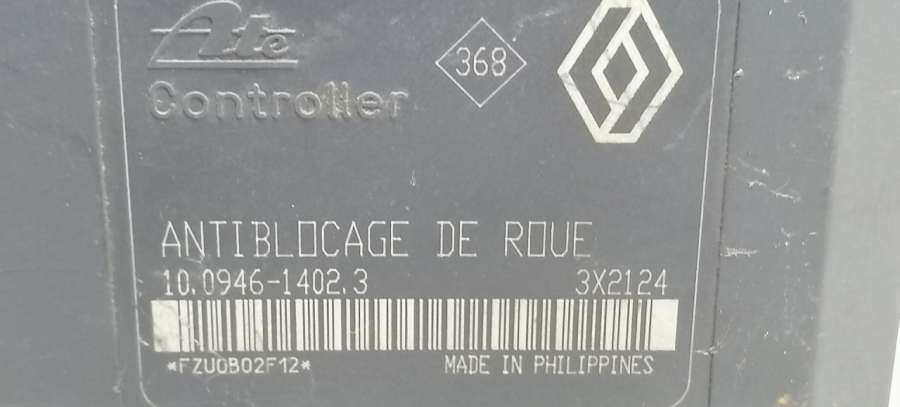 Ate
Controller
368
ANTIBLOCAGE DE ROUE
10.0946-1402.3 3X2124
*FZU0B02F12*
MADE IN PHILIPPINES